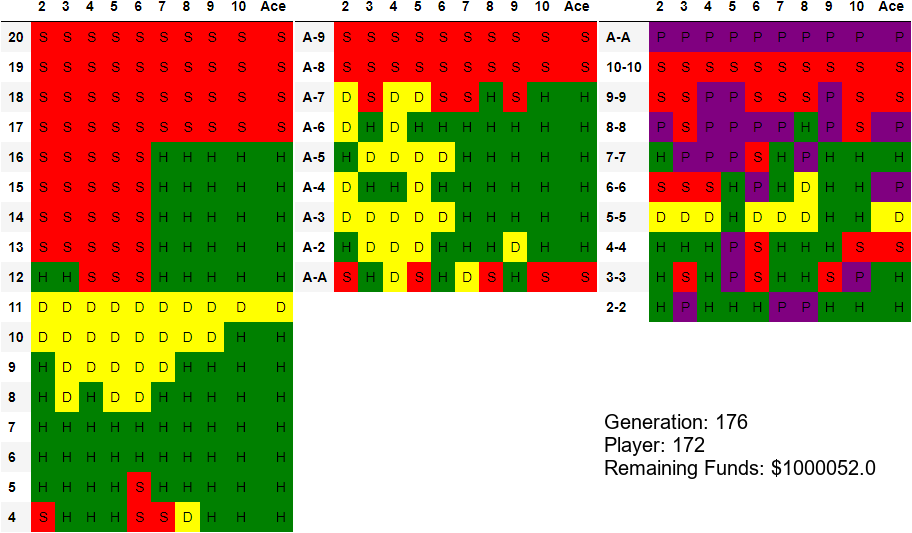 2 3 4 5 6 7 8 9 10 Ace
20 S S S S S S S S S S
19 S S S S S S S S S S
18 S S S S S S S S S S
17 S S S S S S S S S S
16 S S S S S H H H H H
15 S S S S S H H H H H
14 S S S S S H H H H H
13 S S S S S H H H H H
12 H H S S S H H H H H
11 D D D D D D D D D D
10 D D D D D D D D H H
9 H D D D D D H H H H
8 H D H D D H H H H H
7 H H H H H H H H H H
6 H H H H H H H H H H
5 H H H H S H H H H H
4 S H H H S S D H H H
2 3 4 5 6 7 8 9 10 Ace
A-9 S S S S S S S S S S
A-8 S S S S S S S S S S
A-7 D S D D S S H S H H
A-6 D H D H H H H H H H
A-5 H D D D D H H H H H
A-4 D H H D H H H H H H
A-3 D D D D D H H H H H
A-2 H D D D H H H D H H
A-A S H D S H D S H S S
2 3 4 5 6 7 8 9 10 Ace
A-A P P P P P P P P P P
10-10 S S S S S S S S S S
9-9 S S P P S S S P S S
8-8 P S P P P P H P S P
7-7 H P P P S H P H H H
6-6 S S S H P H D H H P
5-5 D D D H D D D H H D
4-4 H H H P S H H H S S
3-3 H S H P S H H S P H
2-2 H P H H H P P H H H
Generation: 176
Player: 172
Remaining Funds: $1000052.0